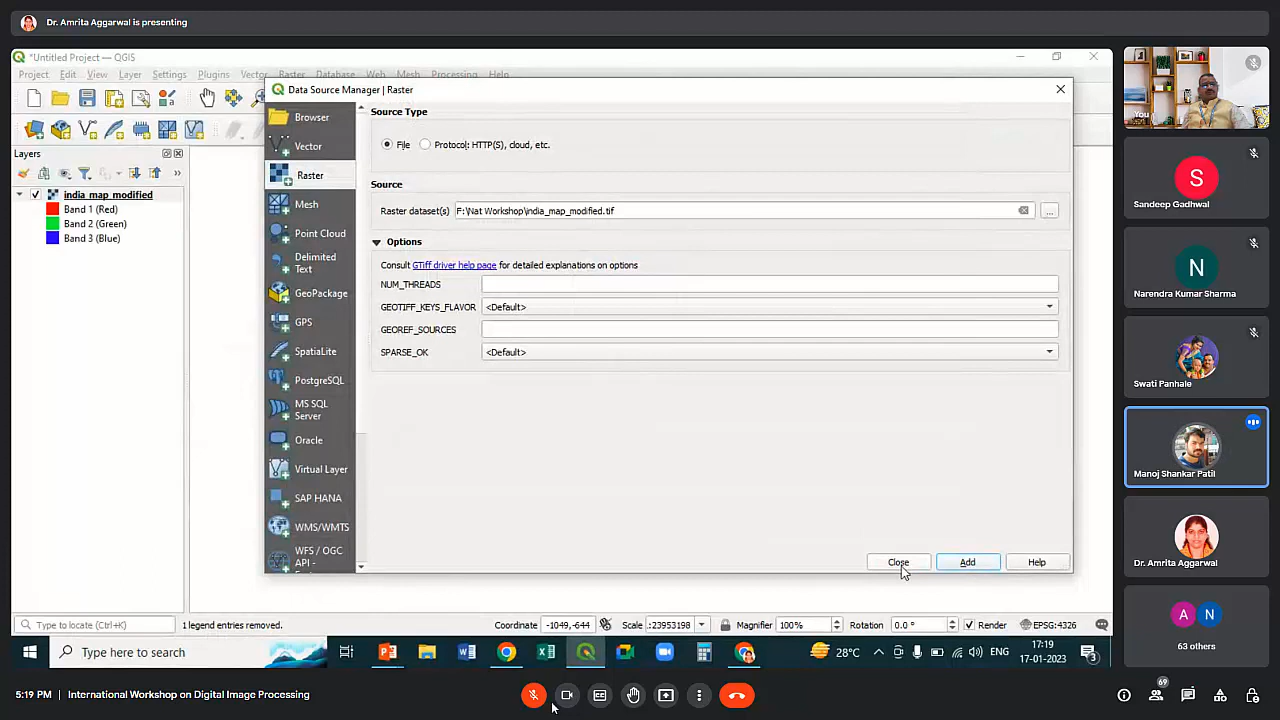 Dr. Amrita Aggarwal is presenting
*Untitled Project — QGIS
Project Edit View Layer Settings Plugins Vector Raster Database Web Mesh Processing Help
Data Source Manager | Raster
Layers
india_map_modified
Band 1 (Red)
Band 2 (Green)
Band 3 (Blue)
Browser
Vector
Raster
Mesh
Point Cloud
Delimited
Text
GeoPackage
GPS
SpatiaLite
PostgreSQL
MS SQL
Server
Oracle
Virtual Layer
SAP HANA
WMS/WMTS
WFS / OGC
API -
Source Type
File Protocol: HTTP(S), cloud, etc.
Source
Raster dataset(s) F:\Nat Workshop\india_map_modified.tif
...
Options
Consult GTiff driver help page for detailed explanations on options
NUM_THREADS
GEOTIFF_KEYS_FLAVOR <Default>
GEOREF_SOURCES
SPARSE_OK <Default>
Close Add Help
Type to locate (Ctrl+K) 1 legend entries removed. Coordinate -1049,-644 Scale .:23953198 Magnifier 100% Rotation 0.0 ° Render EPSG:4326
Type here to search
28°C ENG
17:19
17-01-2023
3
You
S
Sandeep Gadhwal
N
Narendra Kumar Sharma
Swati Panhale
Manoj Shankar Patil
Dr. Amrita Aggarwal
A N
63 others
5:19 PM | International Workshop on Digital Image Processing
69